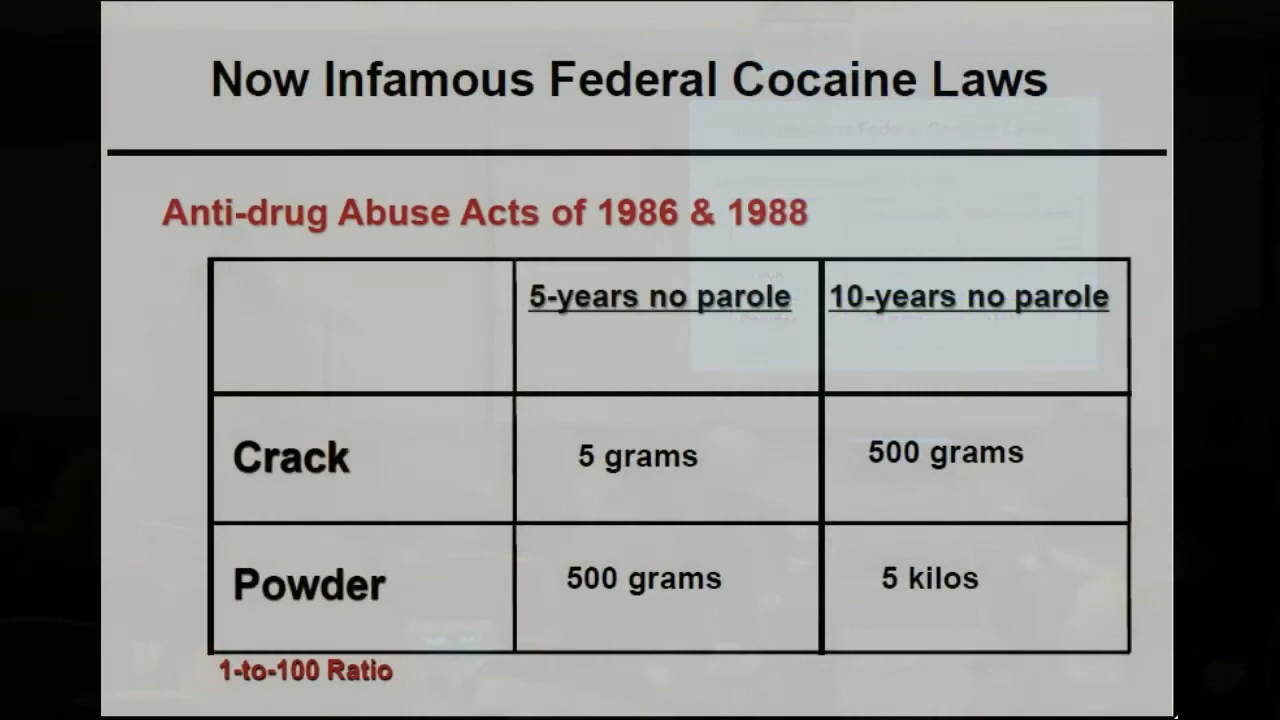 Now Infamous Federal Cocaine Laws
Anti-drug Abuse Acts of 1986 & 1988
5-years no parole 10-years no parole
Crack 5 grams 500 grams
Powder 500 grams 5 kilos
1-to-100 Ratio